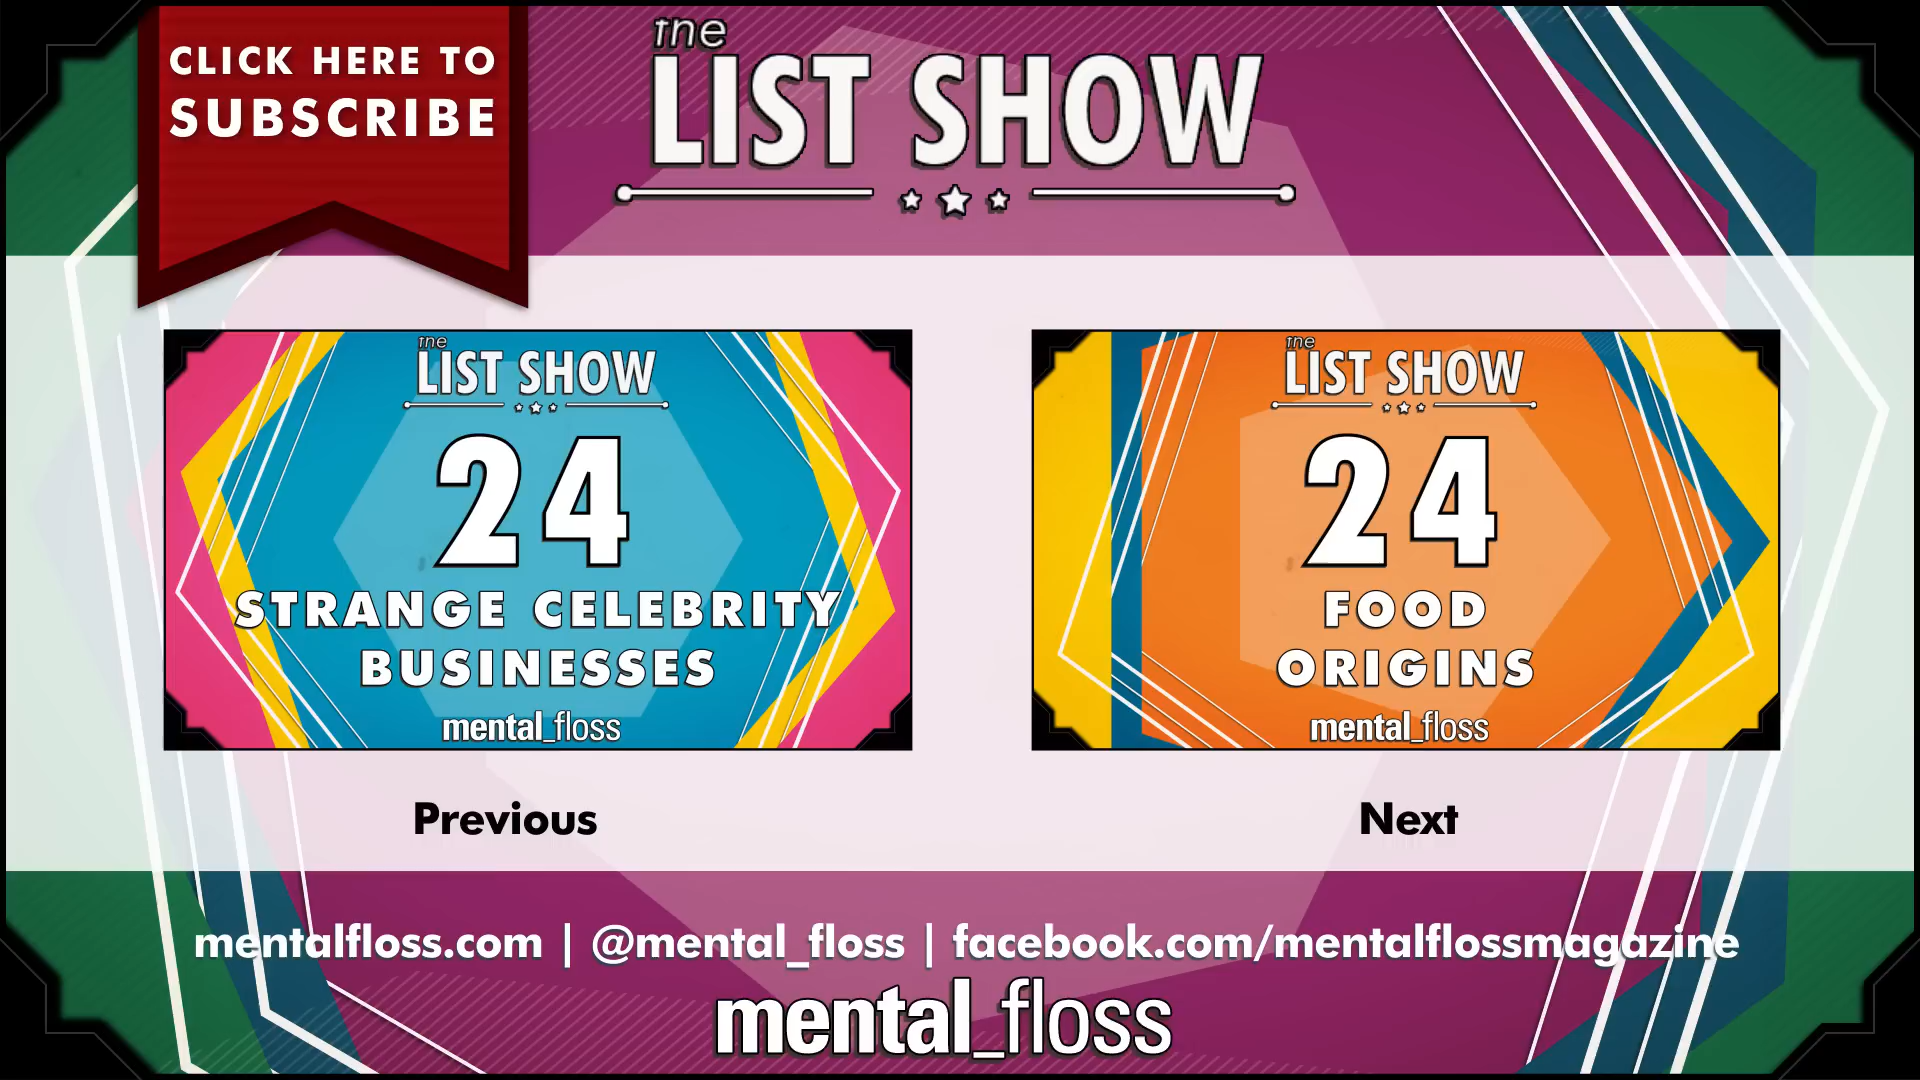 CLICK HERE TO
SUBSCRIBE
the
LIST SHOW
the
LIST SHOW
24
STRANGE CELEBRITY
BUSINESSES
mental_floss
Previous
the
LIST SHOW
24
FOOD
ORIGINS
mental_floss
Next
mentalfloss.com | @mental_floss | facebook.com/mentalflossmagazine
mental_floss